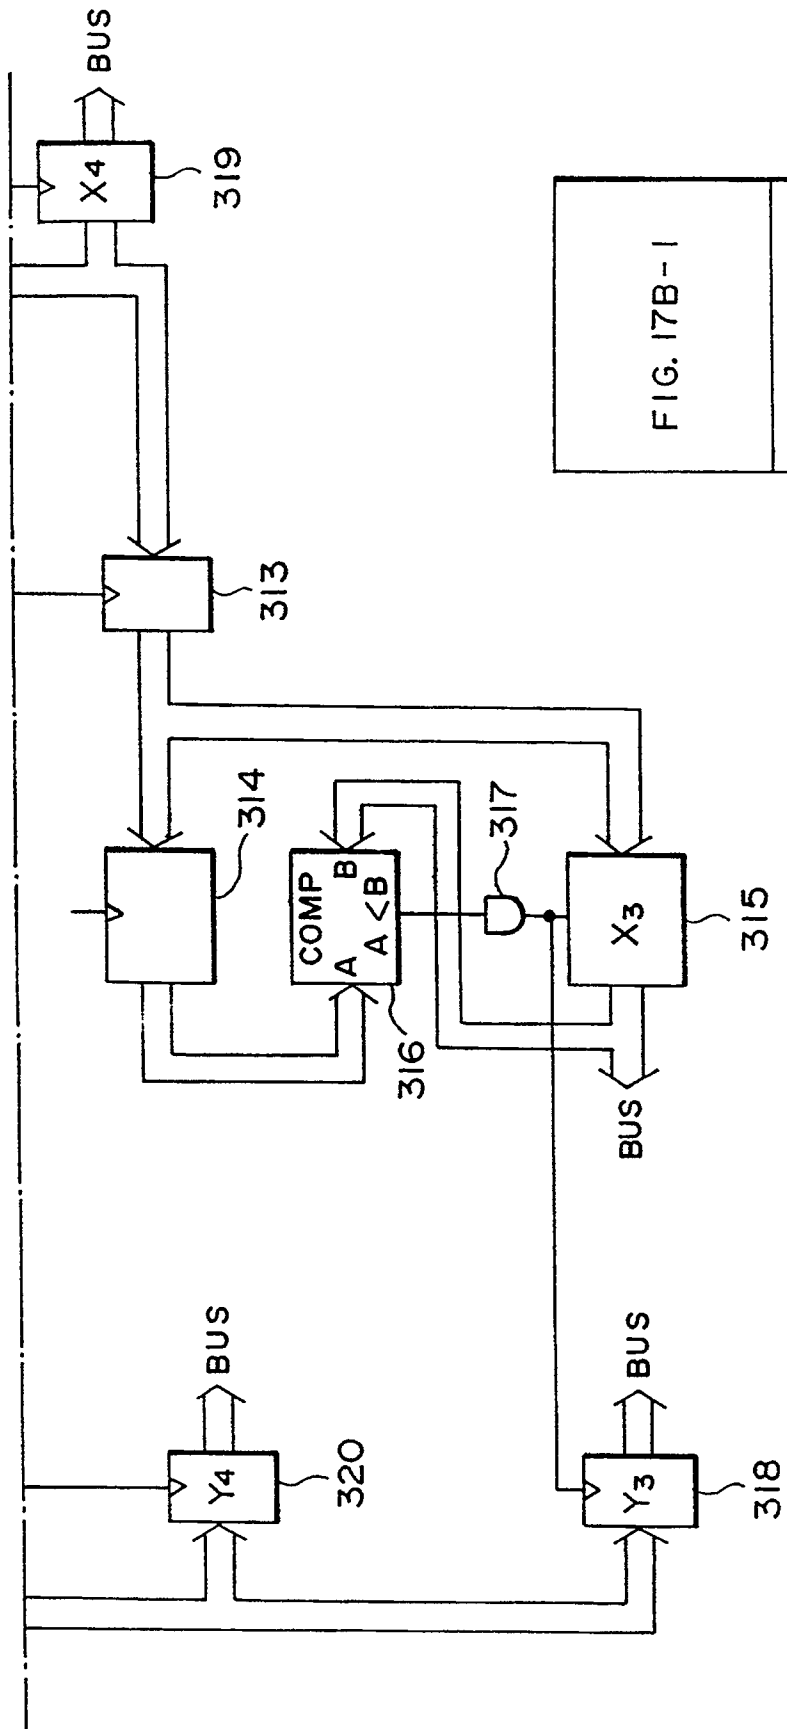 BUS
X4
319
313
314
COMP
A
B
A<B
316
317
X3
315
BUS
BUS
Y4
320
BUS
Y3
318
FIG. 17B-1